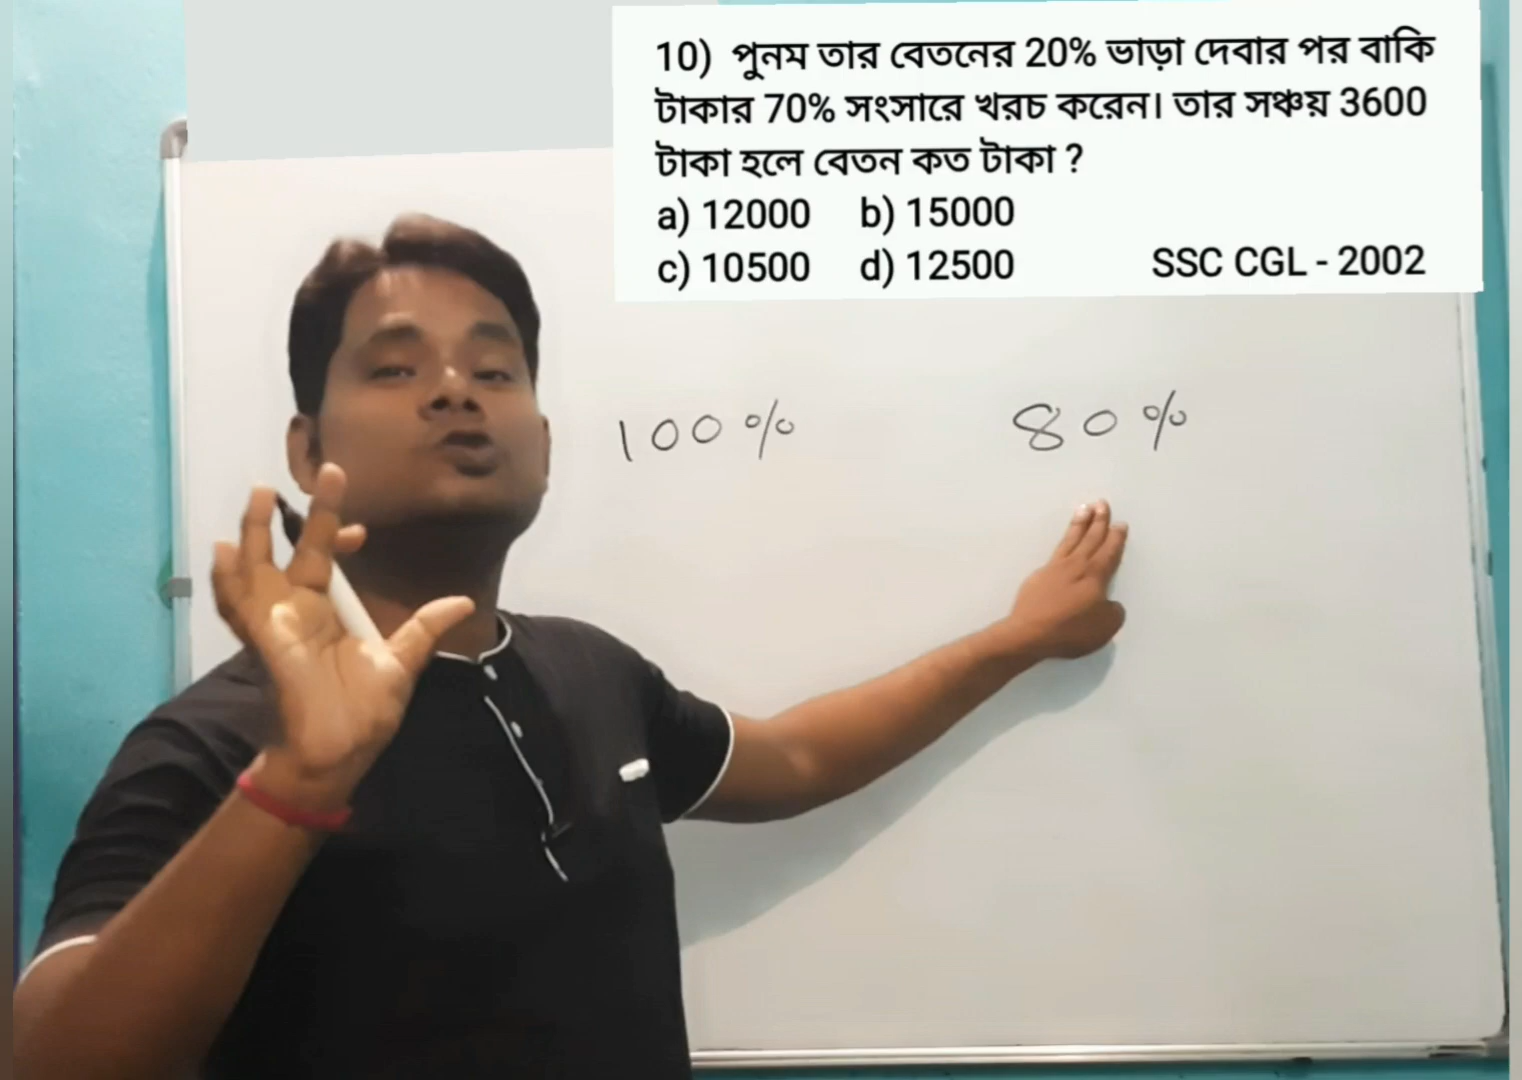 10) পুনম তার বেতনের 20% ভাড়া দেবার পর বাকি
টাকার 70% সংসারে খরচ করেন। তার সঞ্চয় 3600
টাকা হলে বেতন কত টাকা ?
a) 12000 b) 15000
c) 10500 d) 12500 SSC CGL - 2002
100% 80%